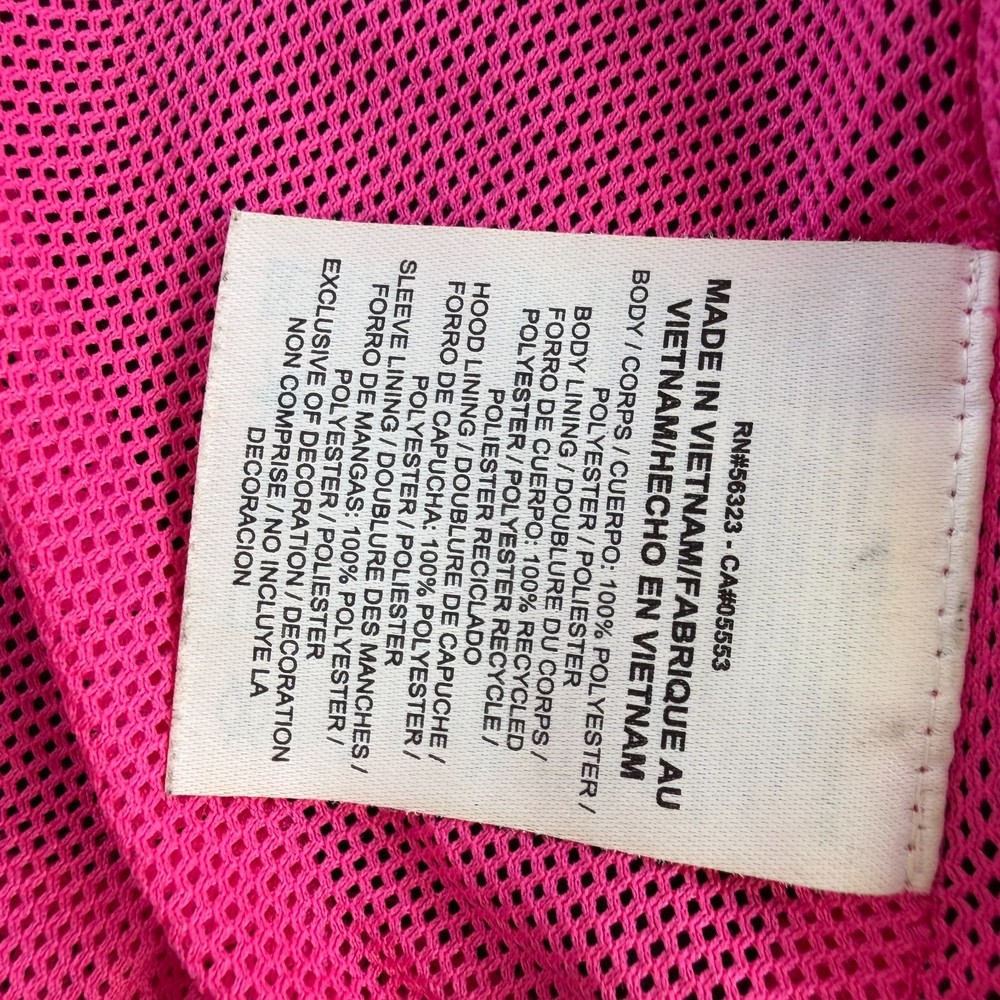 RN#56323 - CA#05553
MADE IN VIETNAM/FABRIQUE AU
VIETNAM/HECHO EN VIETNAM
BODY / CORPS / CUERPO: 100% POLYESTER /
POLYESTER / POLIESTER
BODY LINING / DOUBLURE DU CORPS /
FORRO DE CUERPO: 100% RECYCLED
POLYESTER / POLYESTER RECYCLE /
POLIESTER RECICLADO
HOOD LINING / DOUBLURE DE CAPUCHE /
FORRO DE CAPUCHA: 100% POLYESTER /
POLYESTER / POLIESTER
SLEEVE LINING / DOUBLURE DES MANCHES /
FORRO DE MANGAS: 100% POLYESTER /
POLYESTER / POLIESTER
EXCLUSIVE OF DECORATION / DECORATION
NON COMPRISE / NO INCLUYE LA
DECORACION